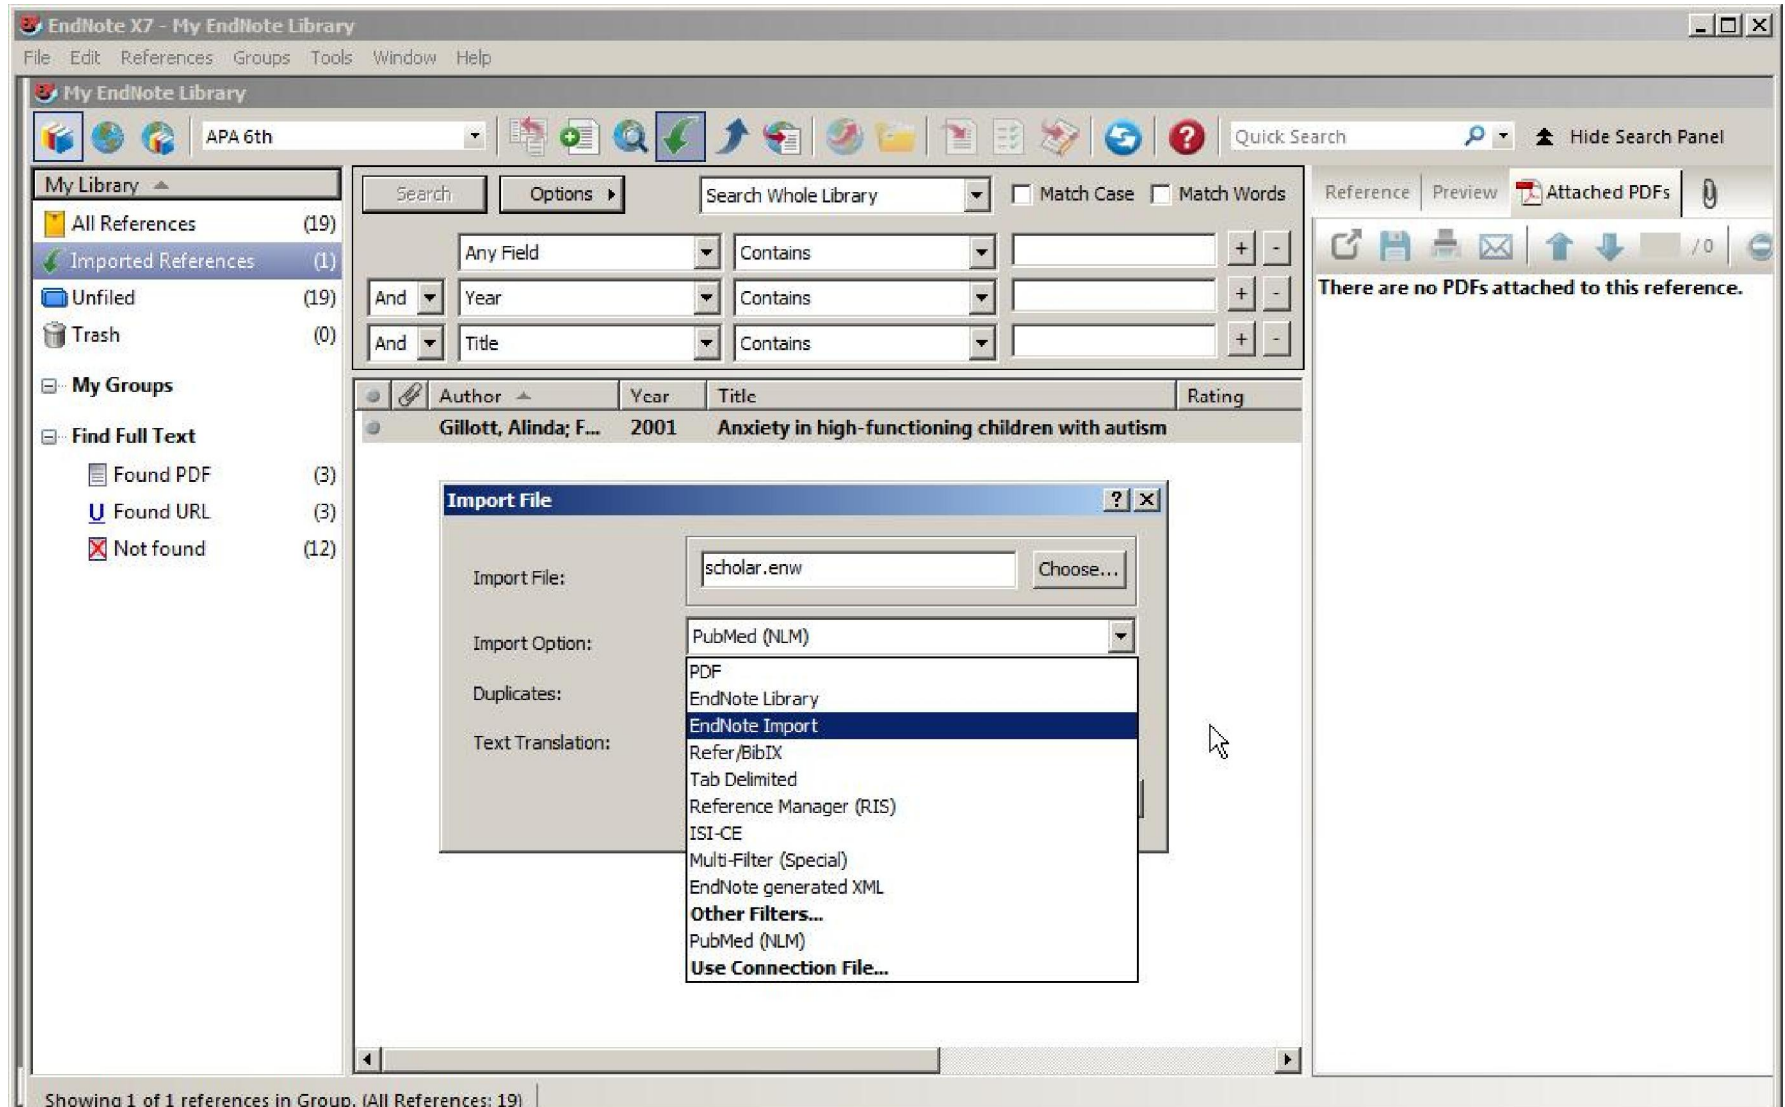 EndNote X7 - My EndNote Library
File Edit References Groups Tools Window Help
My EndNote Library
APA 6th
Quick Search
Hide Search Panel
My Library
All References (19)
Imported References (1)
Unfiled (19)
Trash (0)
My Groups
Find Full Text
Found PDF (3)
Found URL (3)
Not found (12)
Search Options Search Whole Library Match Case Match Words
Any Field Contains + -
And Year Contains + -
And Title Contains + -
Author Year Title Rating
Gillott, Alinda; F... 2001 Anxiety in high-functioning children with autism
Import File
Import File: scholar.enw Choose...
Import Option: PubMed (NLM)
Duplicates:
Text Translation:
PDF
EndNote Library
EndNote Import
Refer/BibIX
Tab Delimited
Reference Manager (RIS)
ISI-CE
Multi-Filter (Special)
EndNote generated XML
Other Filters...
PubMed (NLM)
Use Connection File...
Reference Preview Attached PDFs
/0
There are no PDFs attached to this reference.
Showing 1 of 1 references in Group. (All References: 19)